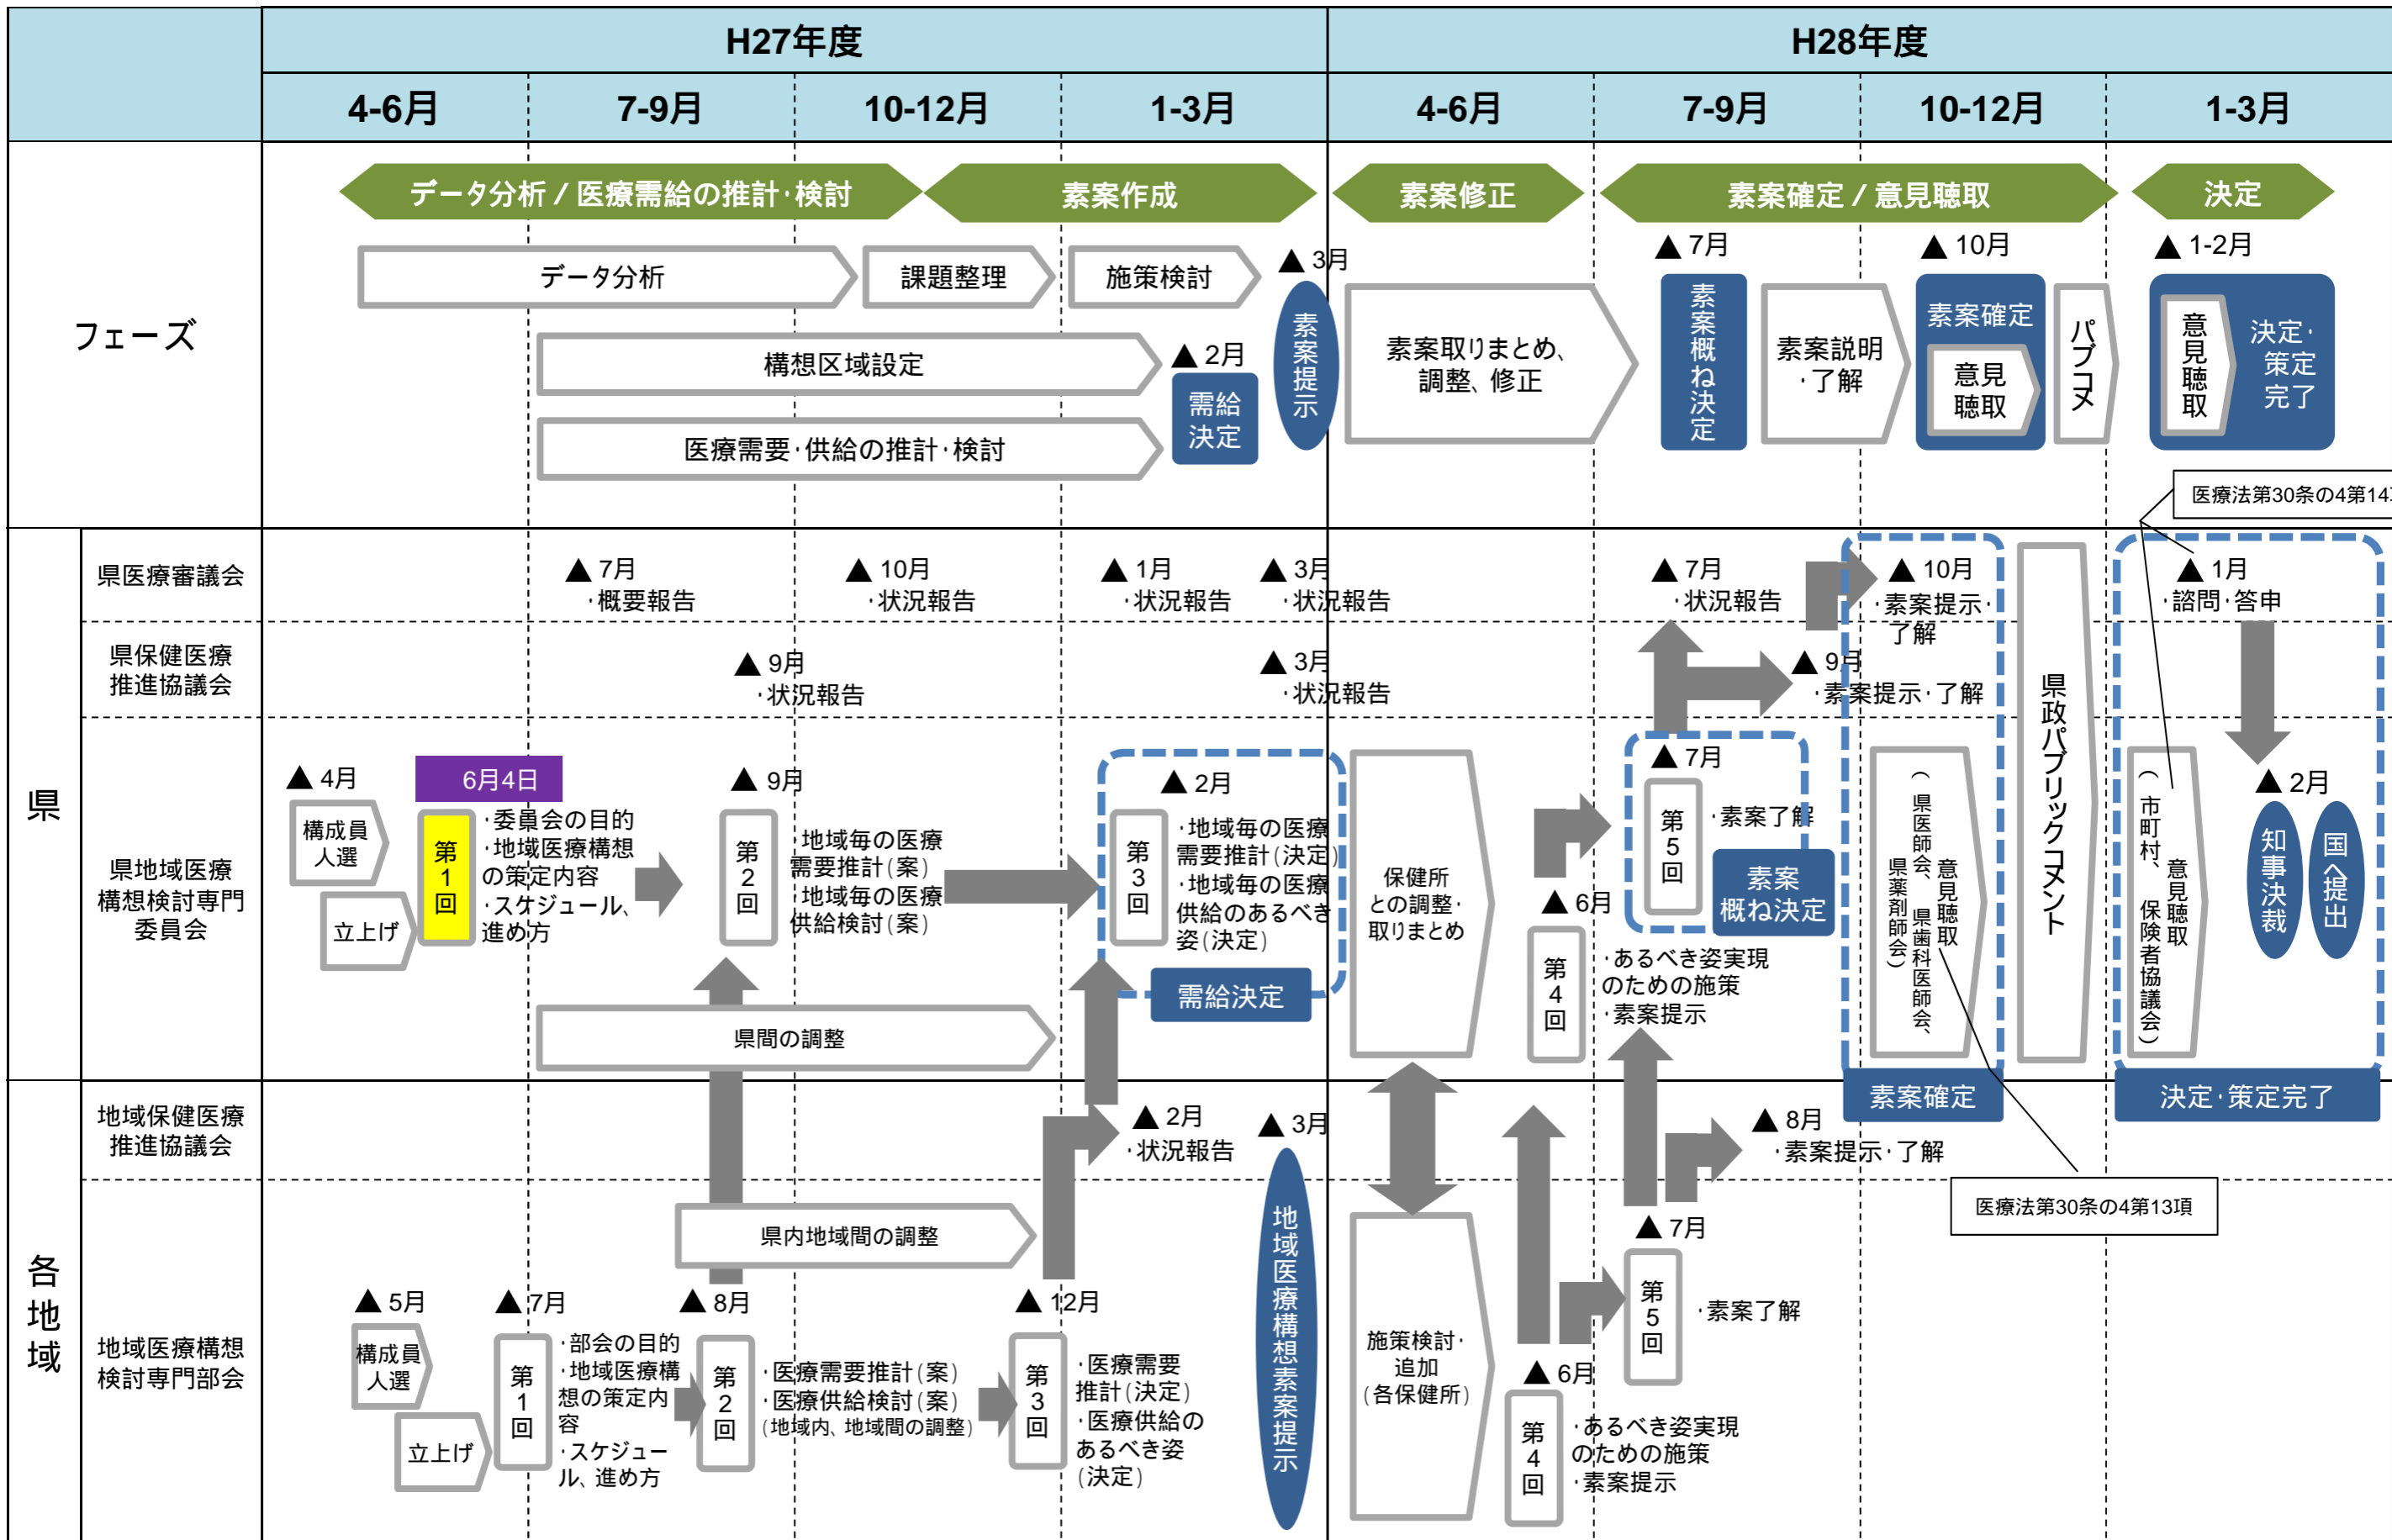 H27年度
H28年度
4-6月
7-9月
10-12月
1-3月
4-6月
7-9月
10-12月
1-3月
フェーズ
データ分析 / 医療需給の推計・検討
素案作成
素案修正
素案確定 / 意見聴取
決定
データ分析
課題整理
施策検討
▲ 3月
素案提示
構想区域設定
医療需要・供給の推計・検討
▲ 2月
需給
決定
素案取りまとめ、
調整、修正
▲ 7月
素案概ね決定
素案説明
・了解
▲ 10月
素案確定
意見
聴取
パブコメ
▲ 1-2月
意見聴取
決定・
策定
完了
医療法第30条の4第14
県
県医療審議会
▲ 7月
・概要報告
▲ 10月
・状況報告
▲ 1月
・状況報告
▲ 3月
・状況報告
▲ 7月
・状況報告
▲ 10月
・素案提示・
了解
▲ 1月
・諮問・答申
県保健医療
推進協議会
▲ 9月
・状況報告
▲ 3月
・状況報告
▲ 9月
・素案提示・了解
県地域医療
構想検討専門
委員会
▲ 4月
構成員
人選
立上げ
6月4日
第1回
・委員会の目的
・地域医療構想
の策定内容
・スケジュール、
進め方
▲ 9月
第2回
・地域毎の医療
需要推計(案)
・地域毎の医療
供給検討(案)
県間の調整
▲ 2月
第3回
・地域毎の医療
需要推計(決定)
・地域毎の医療
供給のあるべき
姿(決定)
需給決定
保健所
との調整・
取りまとめ
▲ 6月
第4回
・あるべき姿実現
のための施策
・素案提示
▲ 7月
第5回
・素案了解
素案
概ね決定
意見聴取
(県医師会、県歯科医師会、
県薬剤師会)
素案確定
県政パブリックコメント
意見聴取
(市町村、保険者協議会)
▲ 2月
知事決裁
国へ提出
決定・策定完了
各地域
地域保健医療
推進協議会
▲ 2月
・状況報告
▲ 3月
地域医療構想素案提示
▲ 8月
・素案提示・了解
医療法第30条の4第13項
地域医療構想
検討専門部会
県内地域間の調整
▲ 5月
構成員
人選
立上げ
▲ 7月
第1回
・部会の目的
・地域医療構
想の策定内
容
・スケジュー
ル、進め方
▲ 8月
第2回
・医療需要推計(案)
・医療供給検討(案)
(地域内、地域間の調整)
▲ 12月
第3回
・医療需要
推計(決定)
・医療供給の
あるべき姿
(決定)
施策検討・
追加
(各保健所)
▲ 6月
第4回
・あるべき姿実現
のための施策
・素案提示
▲ 7月
第5回
・素案了解